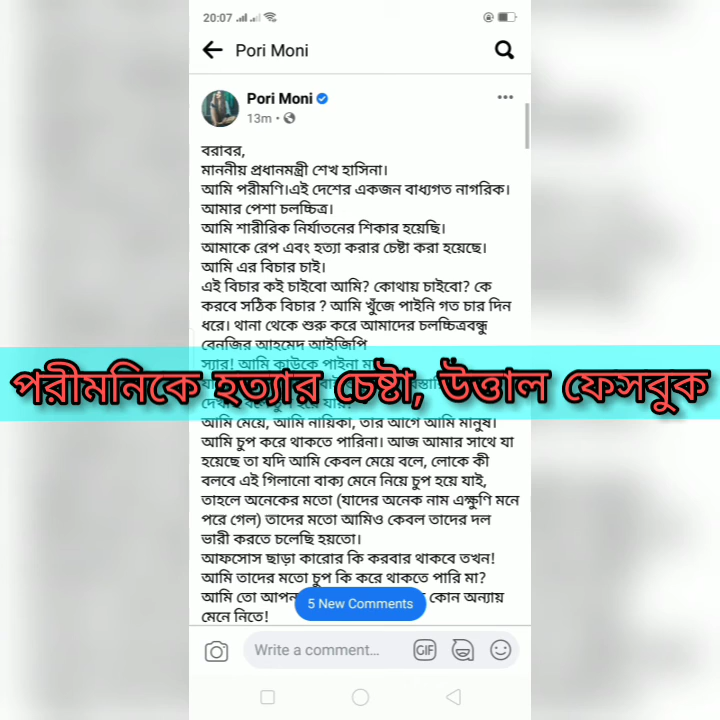 20:07
Pori Moni
Pori Moni
13m
বরাবর,
মাননীয় প্রধানমন্ত্রী শেখ হাসিনা।
আমি পরীমণি।এই দেশের একজন বাধ্যগত নাগরিক।
আমার পেশা চলচ্চিত্র।
আমি শারীরিক নির্যাতনের শিকার হয়েছি।
আমাকে রেপ এবং হত্যা করার চেষ্টা করা হয়েছে।
আমি এর বিচার চাই।
এই বিচার কই চাইবো আমি? কোথায় চাইবো? কে
করবে সঠিক বিচার ? আমি খুঁজে পাইনি গত চার দিন
ধরে। থানা থেকে শুরু করে আমাদের চলচ্চিত্রবন্ধু
বেনজির আহমেদ আইজিপি
স্যার! আমি কাউকে পাইনা
পরীমনিকে হত্যার চেষ্টা, উত্তাল ফেসবুক
আমি মেয়ে, আমি নায়িকা, তার আগে আমি মানুষ।
আমি চুপ করে থাকতে পারিনা। আজ আমার সাথে যা
হয়েছে তা যদি আমি কেবল মেয়ে বলে, লোকে কী
বলবে এই গিলানো বাক্য মেনে নিয়ে চুপ হয়ে যাই,
তাহলে অনেকের মতো (যাদের অনেক নাম এক্ষুণি মনে
পরে গেল) তাদের মতো আমিও কেবল তাদের দল
ভারী করতে চলেছি হয়তো।
আফসোস ছাড়া কারোর কি করবার থাকবে তখন!
আমি তাদের মতো চুপ কি করে থাকতে পারি মা?
আমি তো কোন অন্যায়
5 New Comments
মেনে নিতে!
Write a comment...
GIF